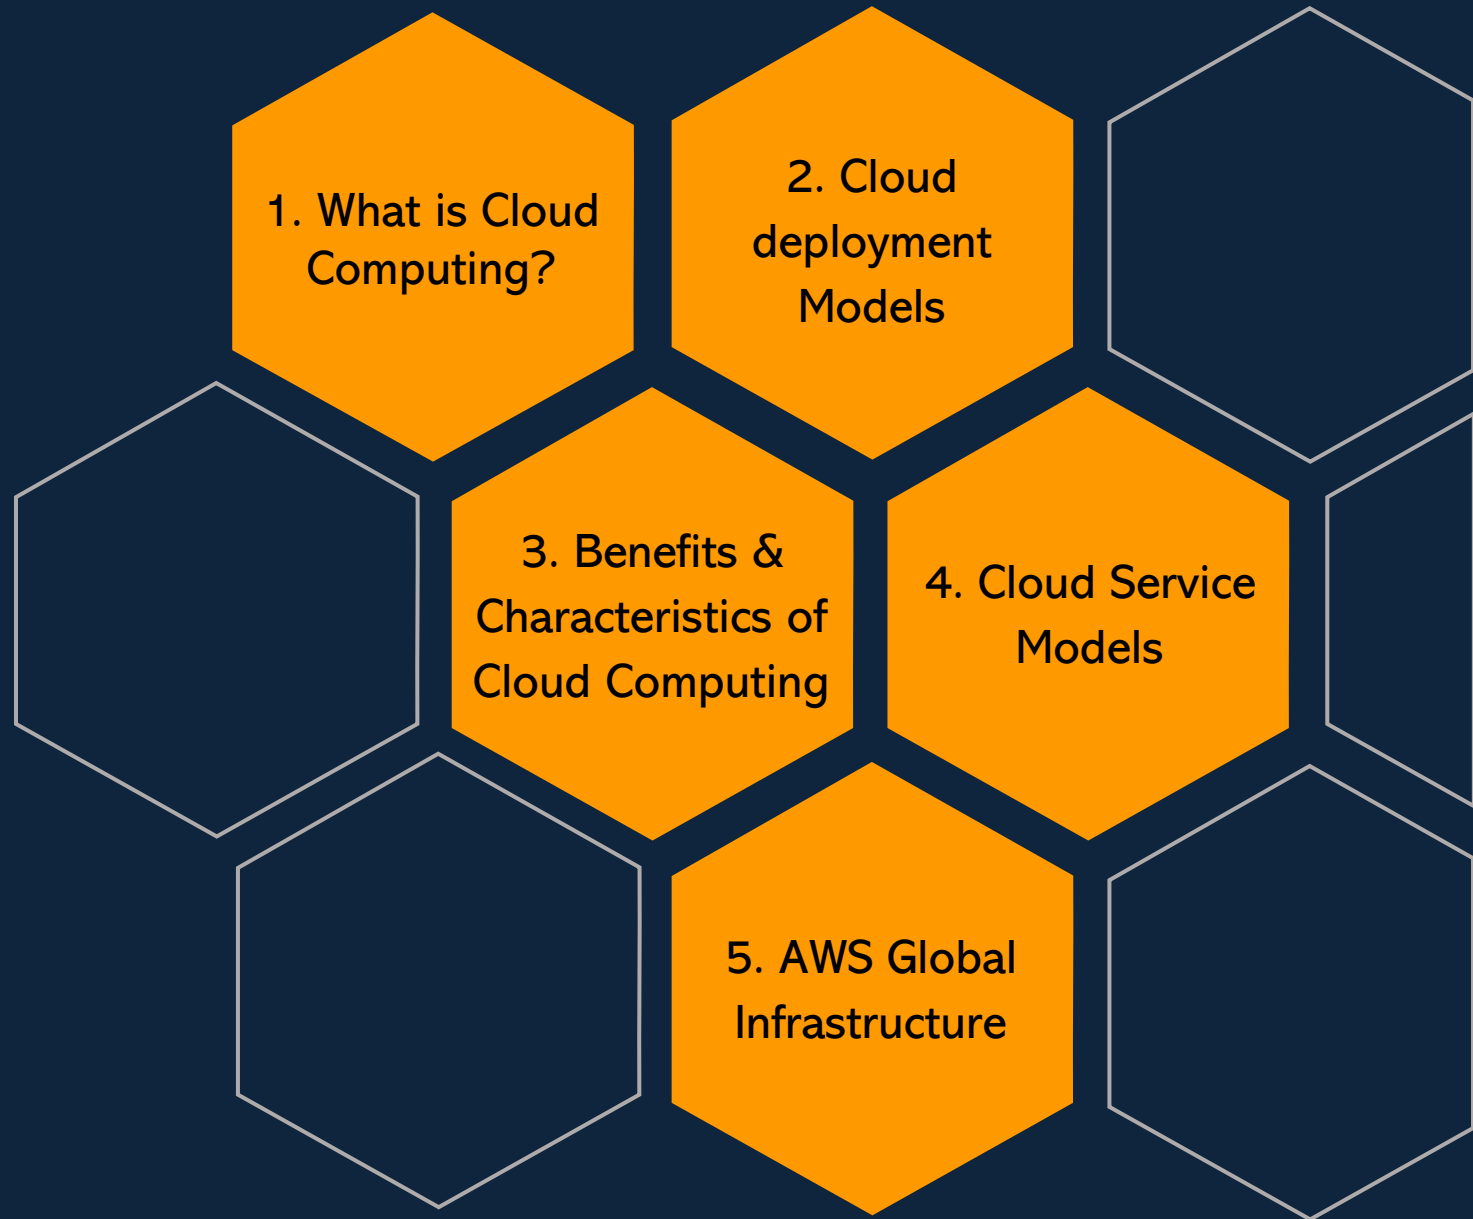 1. What is Cloud
Computing?
2. Cloud
deployment
Models
3. Benefits &
Characteristics of
Cloud Computing
4. Cloud Service
Models
5. AWS Global
Infrastructure